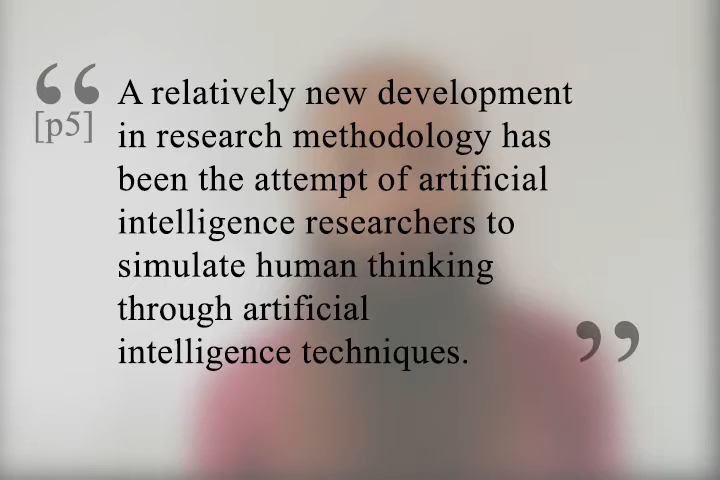 “
[p5]
A relatively new development
in research methodology has
been the attempt of artificial
intelligence researchers to
simulate human thinking
through artificial
intelligence techniques.
”